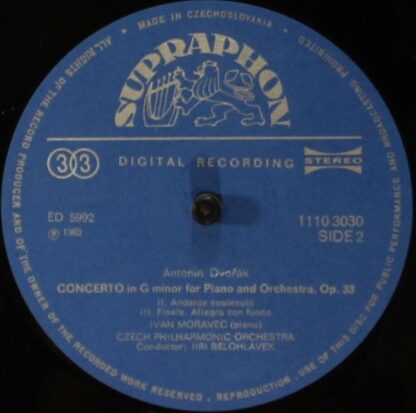 ALL RIGHTS OF THE RECORD PRODUCER AND OF THE OWNER OF THE RECORDED WORK RESERVED . REPRODUCTION . USE OF THIS DISC FOR PUBLIC PERFORMANCE AND BROADCASTING PROHIBITED
• MADE IN CZECHOSLOVAKIA •
SUPRAPHON
33 DIGITAL RECORDING STEREO
ED 5992 1110 3030
℗ 1983 SIDE 2
Antonín Dvořák
CONCERTO in G minor for Piano and Orchestra, Op. 33
II. Andante sostenuto
III. Finale. Allegro con fuoco
IVAN MORAVEC (piano)
CZECH PHILHARMONIC ORCHESTRA
Conductor: JIŘÍ BĚLOHLÁVEK